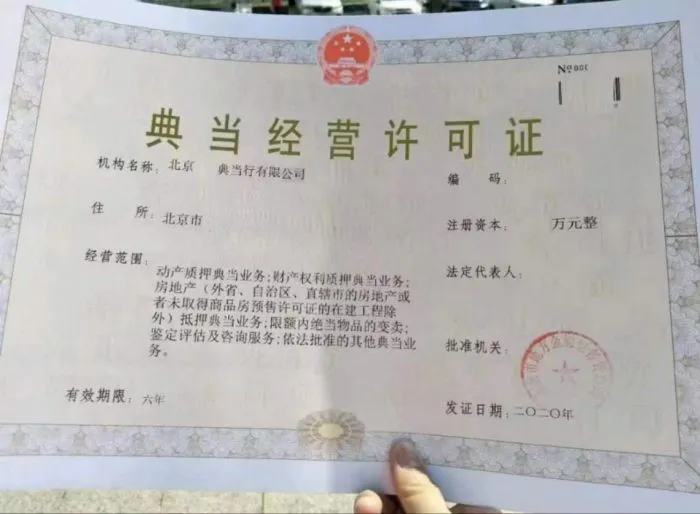 No 001
典当经营许可证
机构名称: 北京 典当行有限公司
编 码:
住 所: 北京市
注册资本: 万元整
经营范围:
动产质押典当业务;财产权利质押典当业务;
房地产（外省、自治区、直辖市的房地产或
者未取得商品房预售许可证的在建工程除
外）抵押典当业务;限额内绝当物品的变卖;
鉴定评估及咨询服务;依法批准的其他典当业
务。
法定代表人:
批准机关:
有效期限: 六年
发证日期: 二〇二〇年